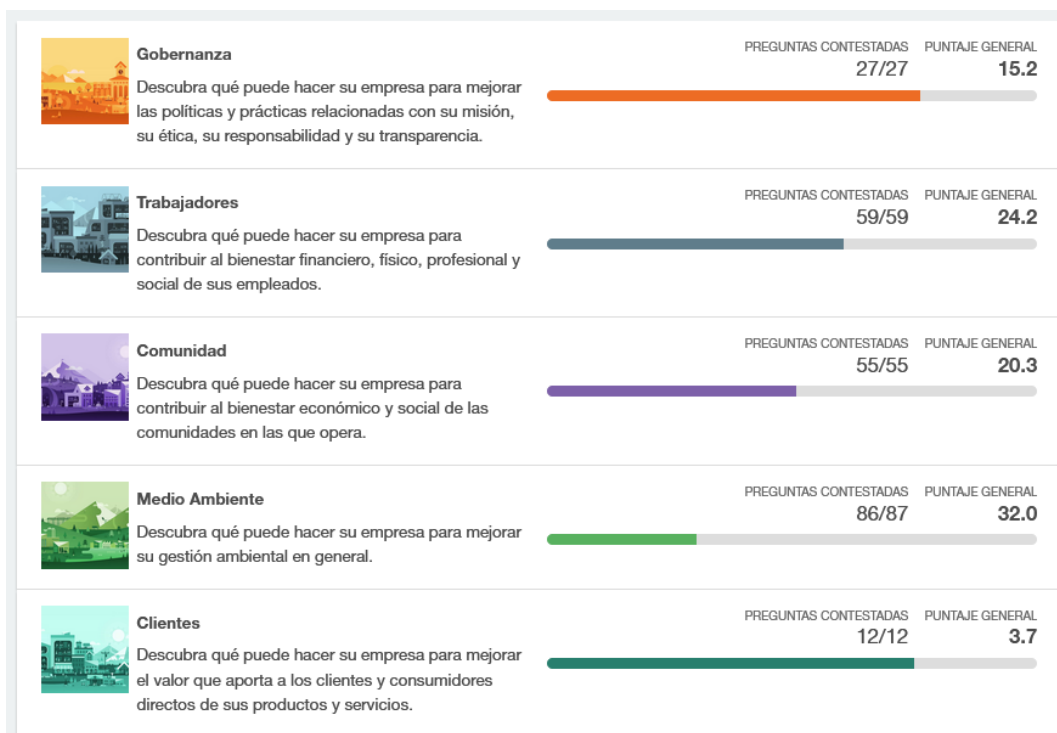 Gobernanza
Descubra qué puede hacer su empresa para mejorar
las políticas y prácticas relacionadas con su misión,
su ética, su responsabilidad y su transparencia.
PREGUNTAS CONTESTADAS PUNTAJE GENERAL
27/27 15.2
Trabajadores
Descubra qué puede hacer su empresa para
contribuir al bienestar financiero, físico, profesional y
social de sus empleados.
PREGUNTAS CONTESTADAS PUNTAJE GENERAL
59/59 24.2
Comunidad
Descubra qué puede hacer su empresa para
contribuir al bienestar económico y social de las
comunidades en las que opera.
PREGUNTAS CONTESTADAS PUNTAJE GENERAL
55/55 20.3
Medio Ambiente
Descubra qué puede hacer su empresa para mejorar
su gestión ambiental en general.
PREGUNTAS CONTESTADAS PUNTAJE GENERAL
86/87 32.0
Clientes
Descubra qué puede hacer su empresa para mejorar
el valor que aporta a los clientes y consumidores
directos de sus productos y servicios.
PREGUNTAS CONTESTADAS PUNTAJE GENERAL
12/12 3.7